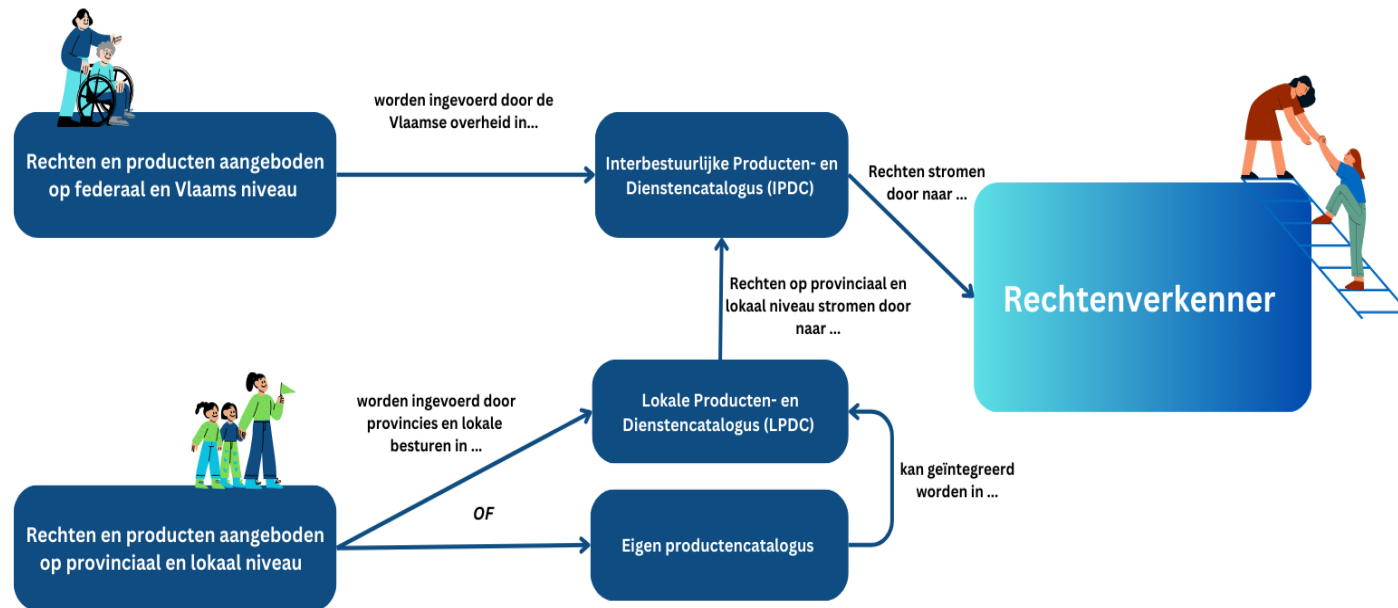 worden ingevoerd door de
Vlaamse overheid in...
Rechten en producten aangeboden
op federaal en Vlaams niveau
Interbestuurlijke Producten- en
Dienstencatalogus (IPDC)
Rechten stromen
door naar ...
Rechtenverkenner
Rechten op provinciaal en
lokaal niveau stromen door
naar ...
worden ingevoerd door
provincies en lokale
besturen in ...
Lokale Producten- en
Dienstencatalogus (LPDC)
kan geïntegreerd
worden in ...
OF
Rechten en producten aangeboden
op provinciaal en lokaal niveau
Eigen productencatalogus